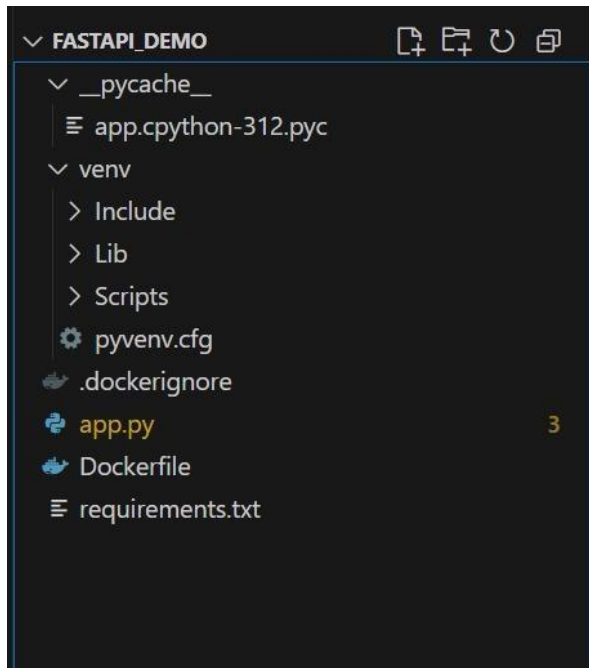 FASTAPI_DEMO
__pycache__
app.cpython-312.pyc
venv
Include
Lib
Scripts
pyvenv.cfg
.dockerignore
app.py 3
Dockerfile
requirements.txt